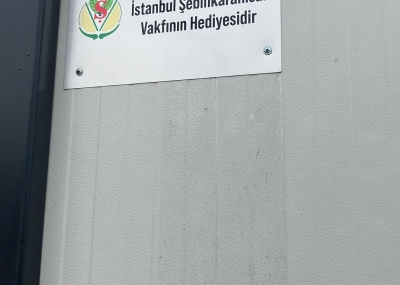 İstanbul
Vakfının Hediyesidir